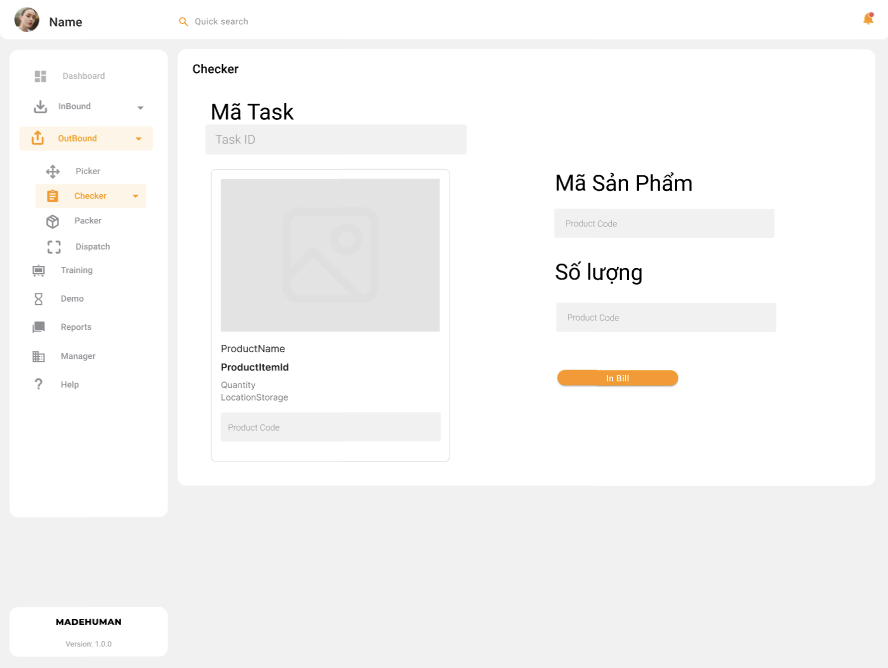 Name
Quick search
Dashboard
InBound
OutBound
Picker
Checker
Packer
Dispatch
Training
Demo
Reports
Manager
Help
MADEHUMAN
Version: 1.0.0
Checker
Mã Task
Task ID
ProductName
ProductItemId
Quantity
LocationStorage
Product Code
Mã Sản Phẩm
Product Code
Số lượng
Product Code
In Bill